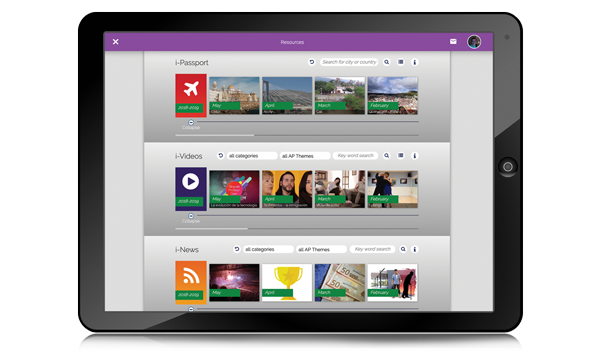 Resources
i-Passport
Search for city or country
2018-2019
May
April
March
February
Collapse
i-Videos
all categories
all AP Themes
Key word search
May
April
March
February
La evolución de la tecnología
Collapse
i-News
all categories
all AP Themes
Key word search
2018-2019
May
April
March
February